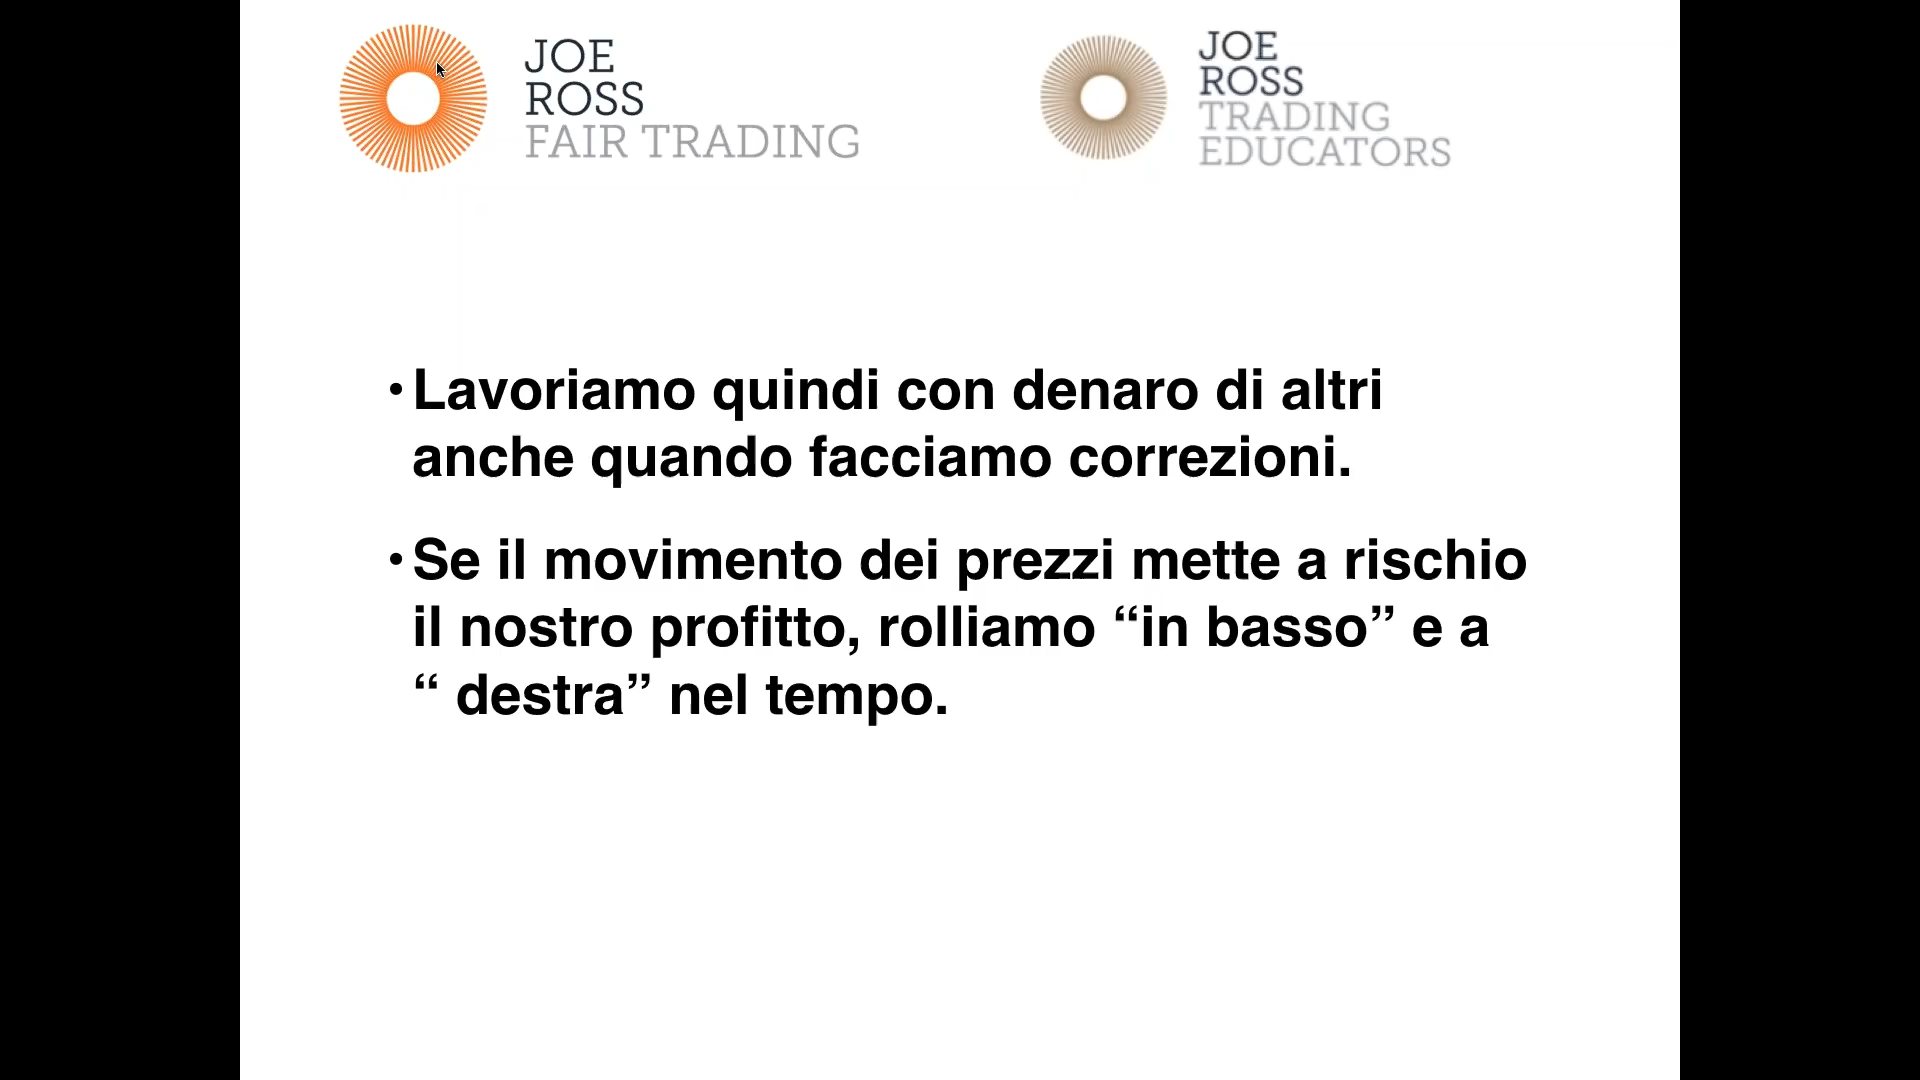 JOE
ROSS
FAIR TRADING
JOE
ROSS
TRADING
EDUCATORS
• Lavoriamo quindi con denaro di altri
anche quando facciamo correzioni.
• Se il movimento dei prezzi mette a rischio
il nostro profitto, rolliamo “in basso” e a
“ destra” nel tempo.